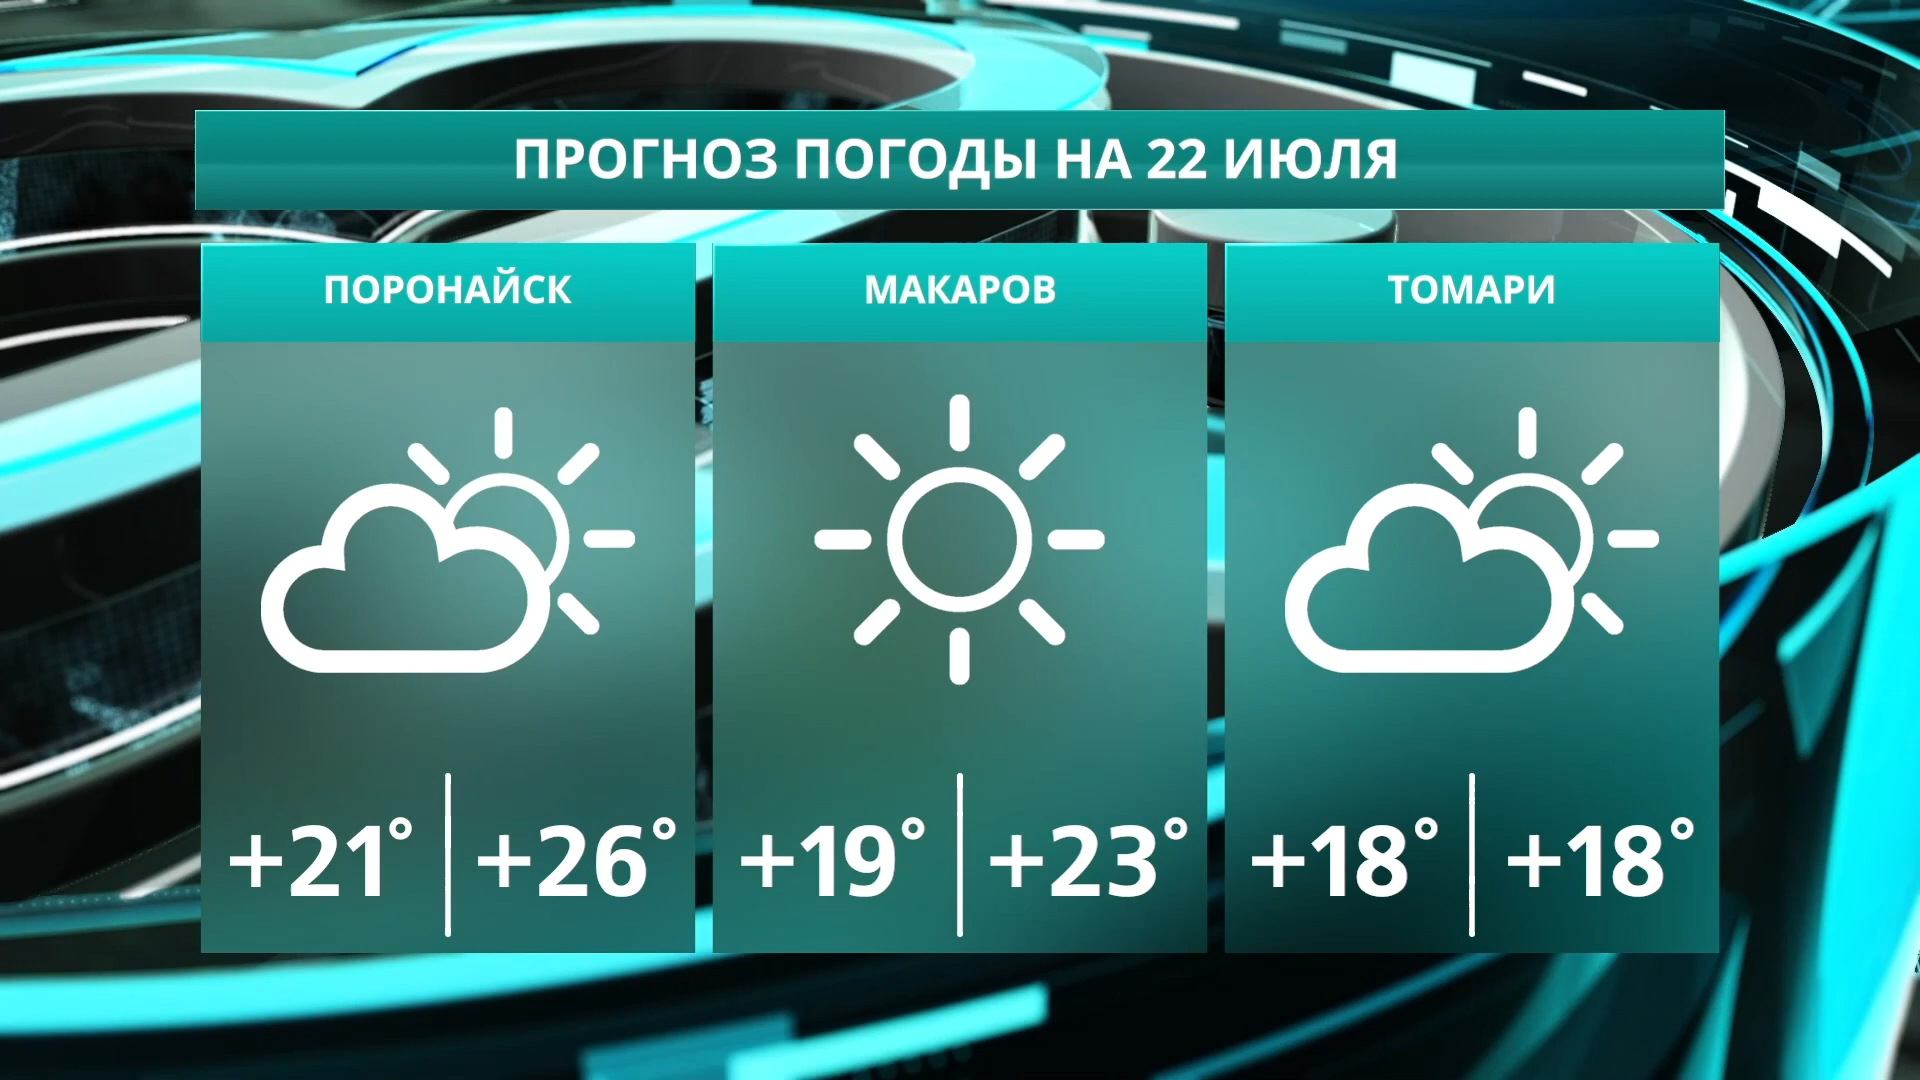 ПРОГНОЗ ПОГОДЫ НА 22 ИЮЛЯ
ПОРОНАЙСК
+21° +26°
МАКАРОВ
+19° +23°
ТОМАРИ
+18° +18°